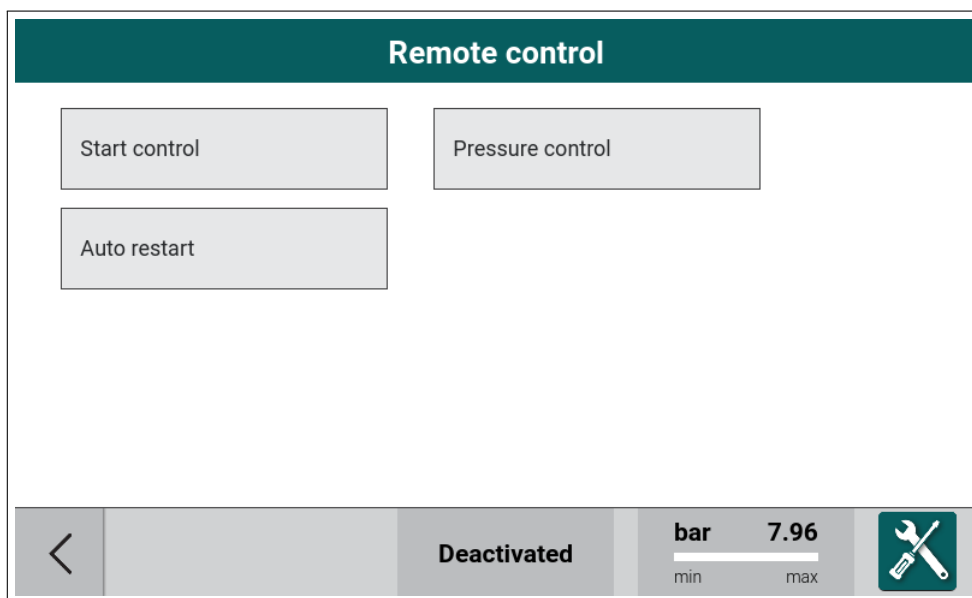 Remote control
Start control
Pressure control
Auto restart
Deactivated
bar 7.96
min max